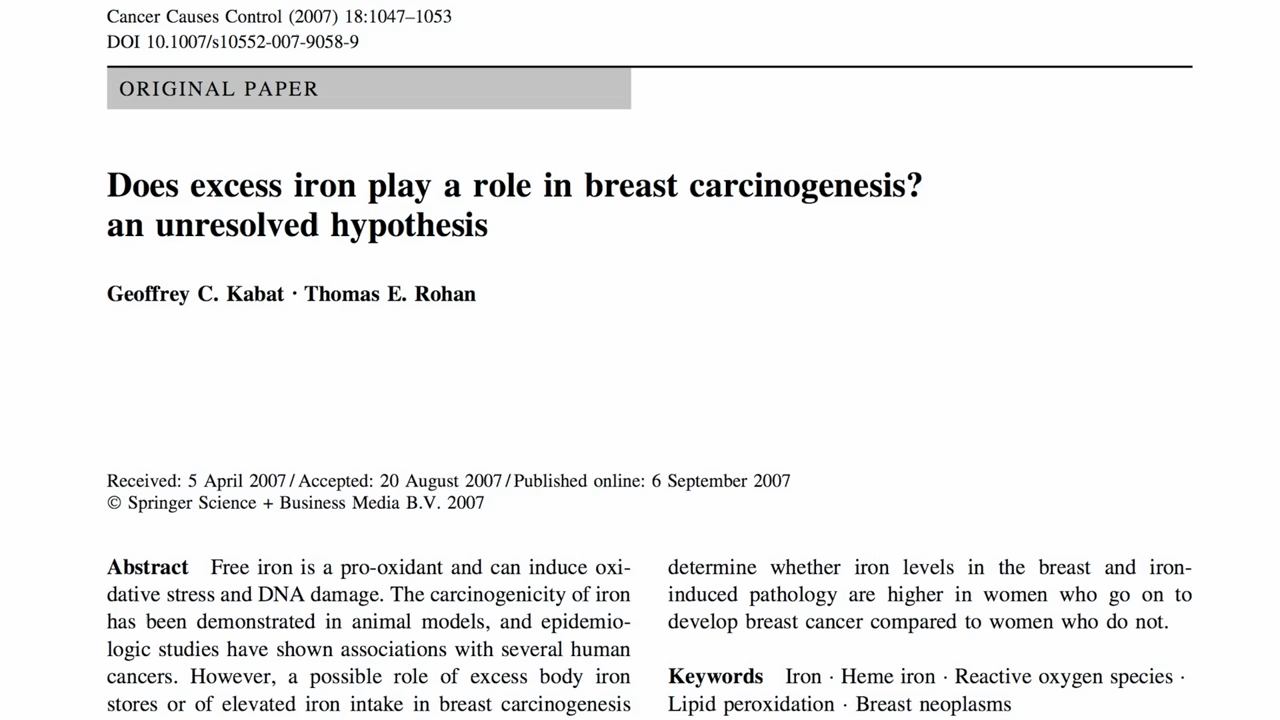 Cancer Causes Control (2007) 18:1047–1053
DOI 10.1007/s10552-007-9058-9
ORIGINAL PAPER
Does excess iron play a role in breast carcinogenesis?
an unresolved hypothesis
Geoffrey C. Kabat · Thomas E. Rohan
Received: 5 April 2007 / Accepted: 20 August 2007 / Published online: 6 September 2007
© Springer Science + Business Media B.V. 2007
Abstract Free iron is a pro-oxidant and can induce oxi-
dative stress and DNA damage. The carcinogenicity of iron
has been demonstrated in animal models, and epidemio-
logic studies have shown associations with several human
cancers. However, a possible role of excess body iron
stores or of elevated iron intake in breast carcinogenesis
determine whether iron levels in the breast and iron-
induced pathology are higher in women who go on to
develop breast cancer compared to women who do not.
Keywords Iron · Heme iron · Reactive oxygen species ·
Lipid peroxidation · Breast neoplasms